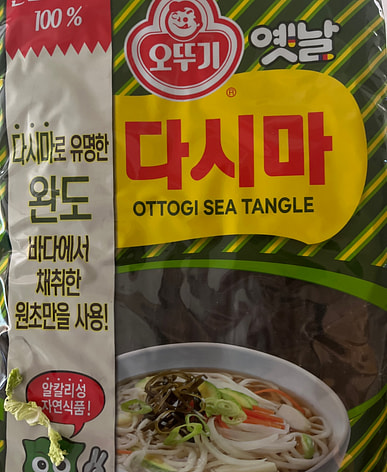 100 %
오뚜기
옛날
®
다시마
OTTOGI SEA TANGLE
다시마로 유명한
완도
바다에서
채취한
원초만을 사용!
알칼리성
자연식품!